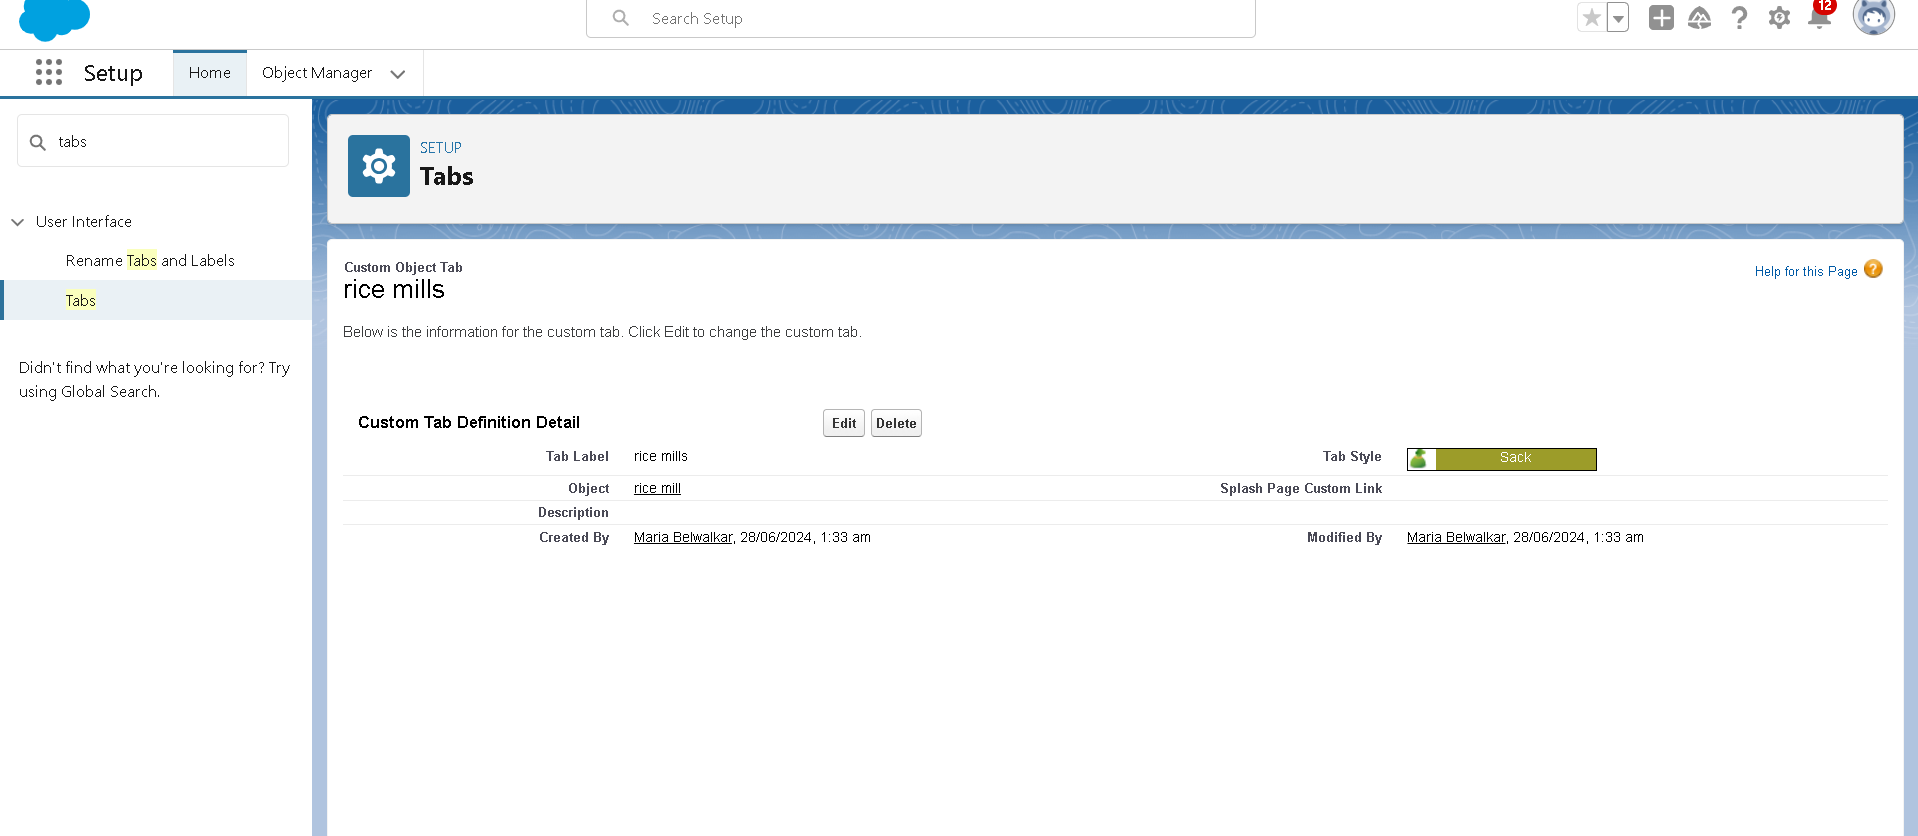 Search Setup
12
Setup
Home
Object Manager
tabs
SETUP
Tabs
User Interface
Rename Tabs and Labels
Tabs
Didn't find what you're looking for? Try
using Global Search.
Custom Object Tab
rice mills
Help for this Page ?
Below is the information for the custom tab. Click Edit to change the custom tab.
Custom Tab Definition Detail
Edit
Delete
Tab Label rice mills
Tab Style Sack
Object rice mill
Splash Page Custom Link
Description
Created By Maria Belwalkar, 28/06/2024, 1:33 am
Modified By Maria Belwalkar, 28/06/2024, 1:33 am